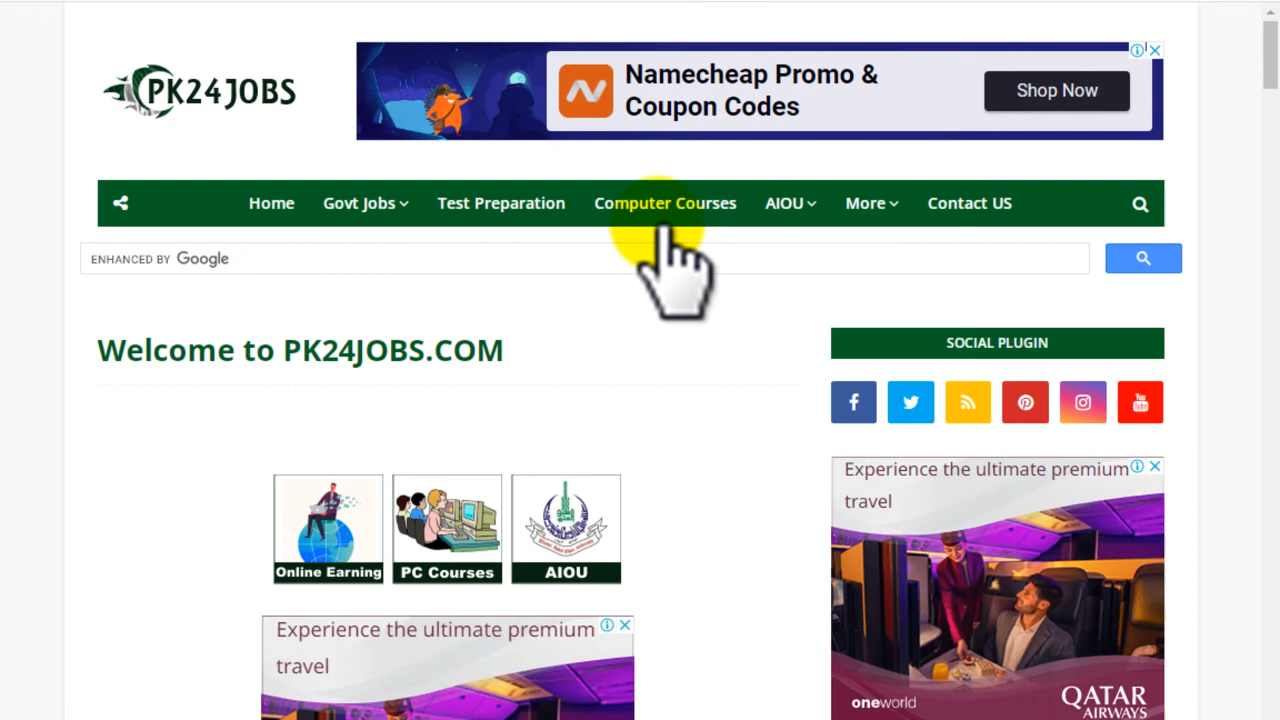 PK24JOBS
Namecheap Promo &
Coupon Codes
Shop Now
Home
Govt Jobs
Test Preparation
Computer Courses
AIOU
More
Contact US
ENHANCED BY Google
Welcome to PK24JOBS.COM
SOCIAL PLUGIN
You
Tube
Online Earning
PC Courses
AIOU
Experience the ultimate premium
travel
Experience the ultimate premium
travel
oneworld
QATAR
AIRWAYS